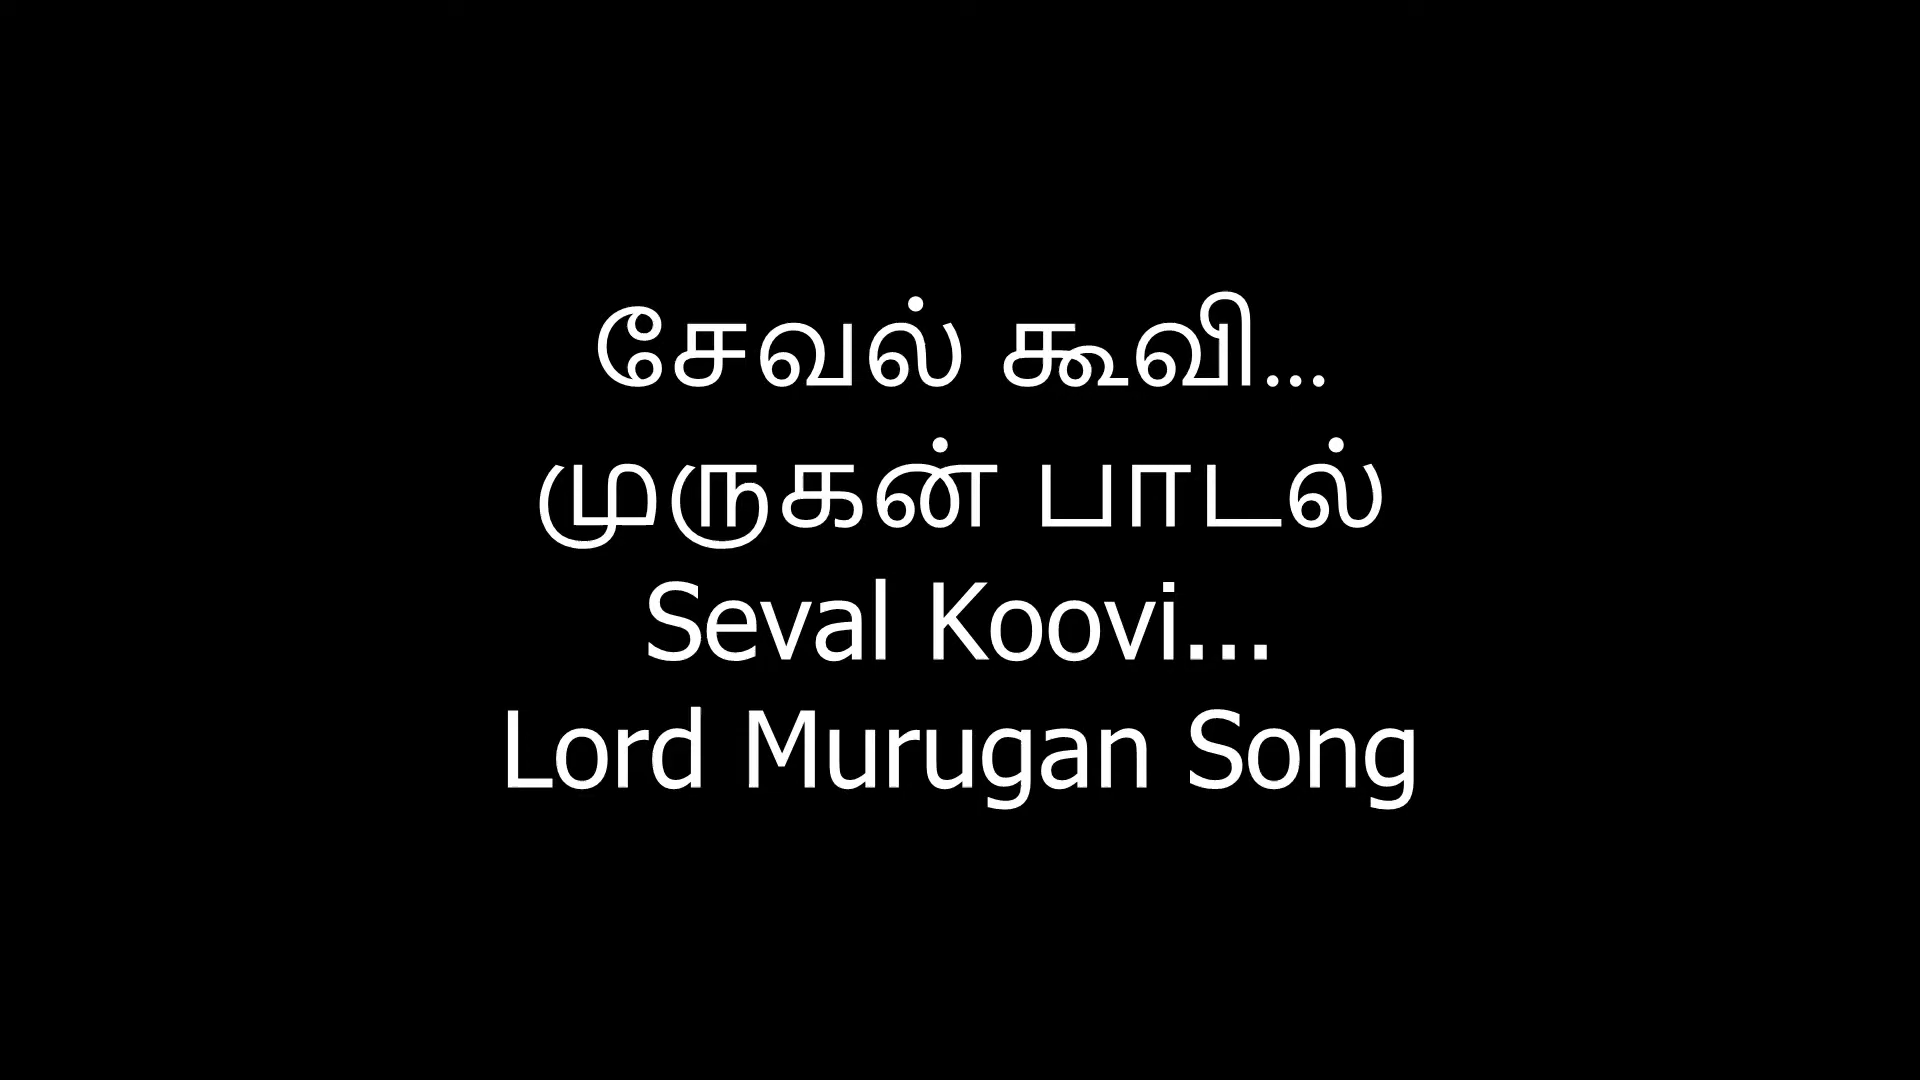 சேவல் கூவி...
முருகன் பாடல்
Seval Koovi...
Lord Murugan Song